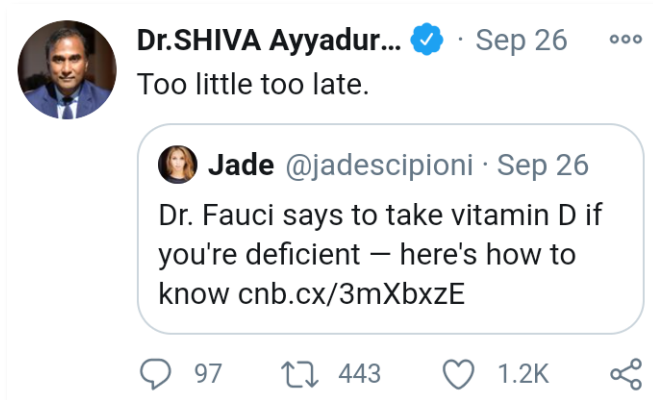 Dr.SHIVA Ayyadur... · Sep 26
Too little too late.
Jade @jadescipioni · Sep 26
Dr. Fauci says to take vitamin D if
you're deficient — here's how to
know cnb.cx/3mXbxzE
97 443 1.2K